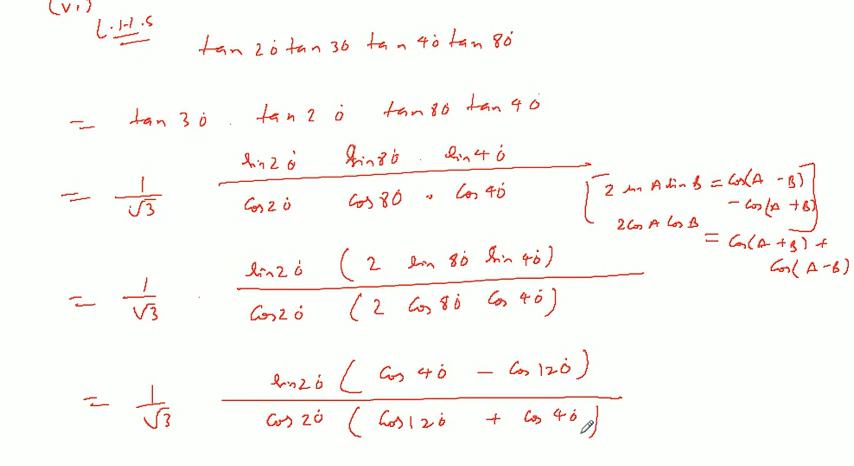 (vi)
L.H.S
tan 20° tan 30° tan 40° tan 80°
= tan 30° . tan 20° tan 80° tan 40°
= 1/√3 (sin 20° sin 80° . sin 40°)/(cos 20° cos 80° . cos 40°) [2 sin A sin B = cos(A - B)
- cos(A + B)]
2 cos A cos B
= cos(A + B) +
cos(A - B)
= 1/√3 . (sin 20° (2 sin 80° sin 40°))/(cos 20° (2 cos 80° cos 40°))
= 1/√3 (sin 20° (cos 40° - cos 120°))/(cos 20° (cos 120° + cos 40°))